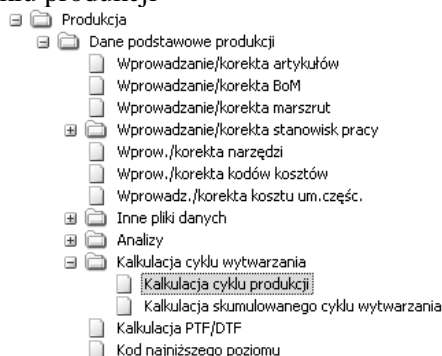 Produkcja
Dane podstawowe produkcji
Wprowadzanie/korekta artykułów
Wprowadzanie/korekta BoM
Wprowadzanie/korekta marszrut
Wprowadzanie/korekta stanowisk pracy
Wprow./korekta narzędzi
Wprow./korekta kodów kosztów
Wprowadz./korekta kosztu um.częśc.
Inne pliki danych
Analizy
Kalkulacja cyklu wytwarzania
Kalkulacja cyklu produkcji
Kalkulacja skumulowanego cyklu wytwarzania
Kalkulacja PTF/DTF
Kod najniższego poziomu